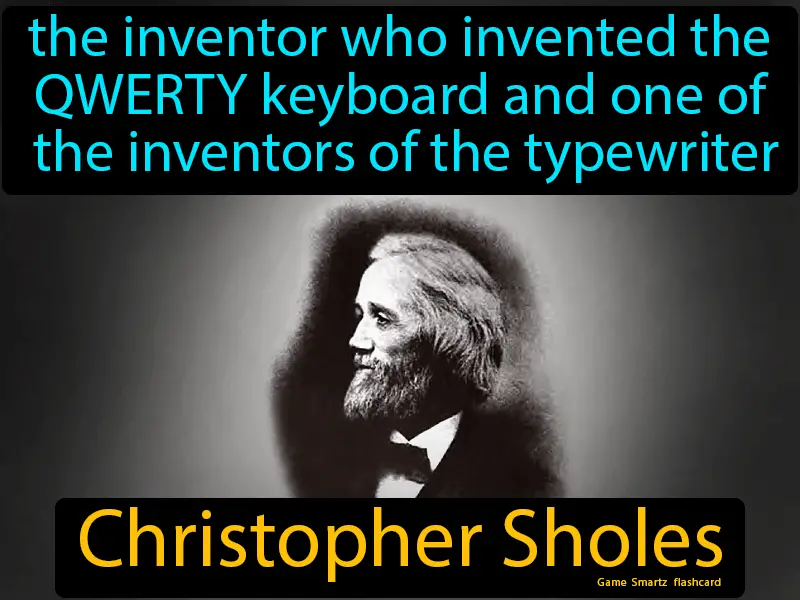 the inventor who invented the
QWERTY keyboard and one of
the inventors of the typewriter
Christopher Sholes
Game Smartz flashcard